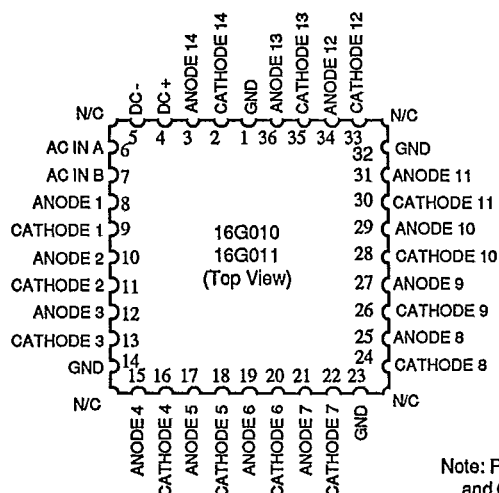 N/C
DC-
DC+
ANODE 14
CATHODE 14
GND
ANODE 13
CATHODE 13
ANODE 12
CATHODE 12
N/C
5 4 3 2 1 36 35 34 33
AC IN A 6
AC IN B 7
ANODE 1 8
CATHODE 1 9
ANODE 2 10
CATHODE 2 11
ANODE 3 12
CATHODE 3 13
GND 14
16G010
16G011
(Top View)
32 GND
31 ANODE 11
30 CATHODE 11
29 ANODE 10
28 CATHODE 10
27 ANODE 9
26 CATHODE 9
25 ANODE 8
24 CATHODE 8
15 16 17 18 19 20 21 22 23
N/C
ANODE 4
CATHODE 4
ANODE 5
CATHODE 5
ANODE 6
CATHODE 6
ANODE 7
CATHODE 7
GND
N/C
Note:
and